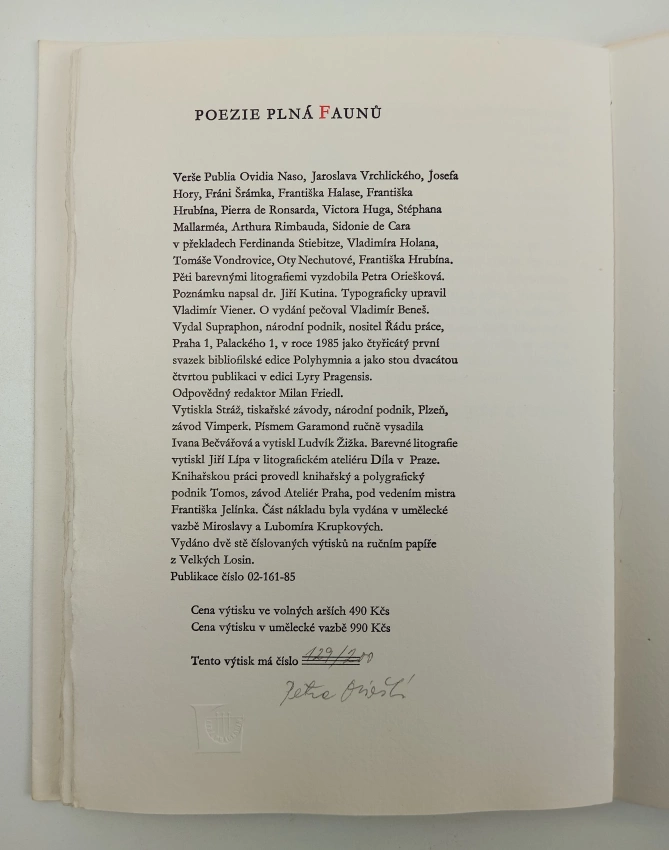 POEZIE PLNÁ FAUNŮ
Verše Publia Ovidia Naso, Jaroslava Vrchlického, Josefa
Hory, Fráni Šrámka, Františka Halase, Františka
Hrubína, Pierra de Ronsarda, Victora Huga, Stéphana
Mallarméa, Arthura Rimbauda, Sidonie de Cara
v překladech Ferdinanda Stiebitze, Vladimíra Holana,
Tomáše Vondrovice, Oty Nechutové, Františka Hrubína.
Pěti barevnými litografiemi vyzdobila Petra Oriešková.
Poznámku napsal dr. Jiří Kutina. Typograficky upravil
Vladimír Viener. O vydání pečoval Vladimír Beneš.
Vydal Supraphon, národní podnik, nositel Řádu práce,
Praha 1, Palackého 1, v roce 1985 jako čtyřicátý první
svazek bibliofilské edice Polyhymnia a jako stou dvacátou
čtvrtou publikaci v edici Lyry Pragensis.
Odpovědný redaktor Milan Friedl.
Vytiskla Stráž, tiskařské závody, národní podnik, Plzeň,
závod Vimperk. Písmem Garamond ručně vysadila
Ivana Bečvářová a vytiskl Ludvík Žižka. Barevné litografie
vytiskl Jiří Lípa v litografickém ateliéru Díla v Praze.
Knihařskou práci provedl knihařský a polygrafický
podnik Tomos, závod Ateliér Praha, pod vedením mistra
Františka Jelínka. Část nákladu byla vydána v umělecké
vazbě Miroslavy a Lubomíra Krupkových.
Vydáno dvě stě číslovaných výtisků na ručním papíře
z Velkých Losin.
Publikace číslo 02-161-85
Cena výtisku ve volných arších 490 Kčs
Cena výtisku v umělecké vazbě 990 Kčs
Tento výtisk má číslo 129/200
Petra